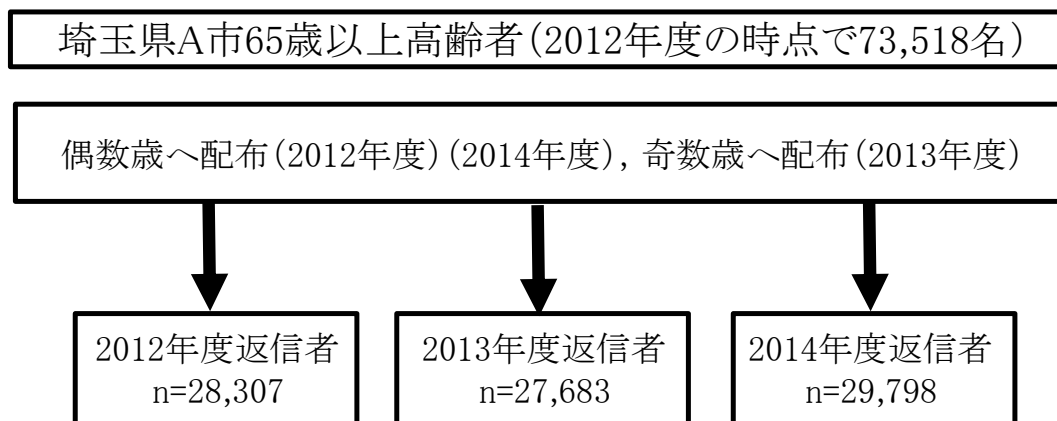 埼玉県A市65歳以上高齢者(2012年度の時点で73,518名)
偶数歳へ配布(2012年度)(2014年度), 奇数歳へ配布(2013年度)
2012年度返信者
n=28,307
2013年度返信者
n=27,683
2014年度返信者
n=29,798